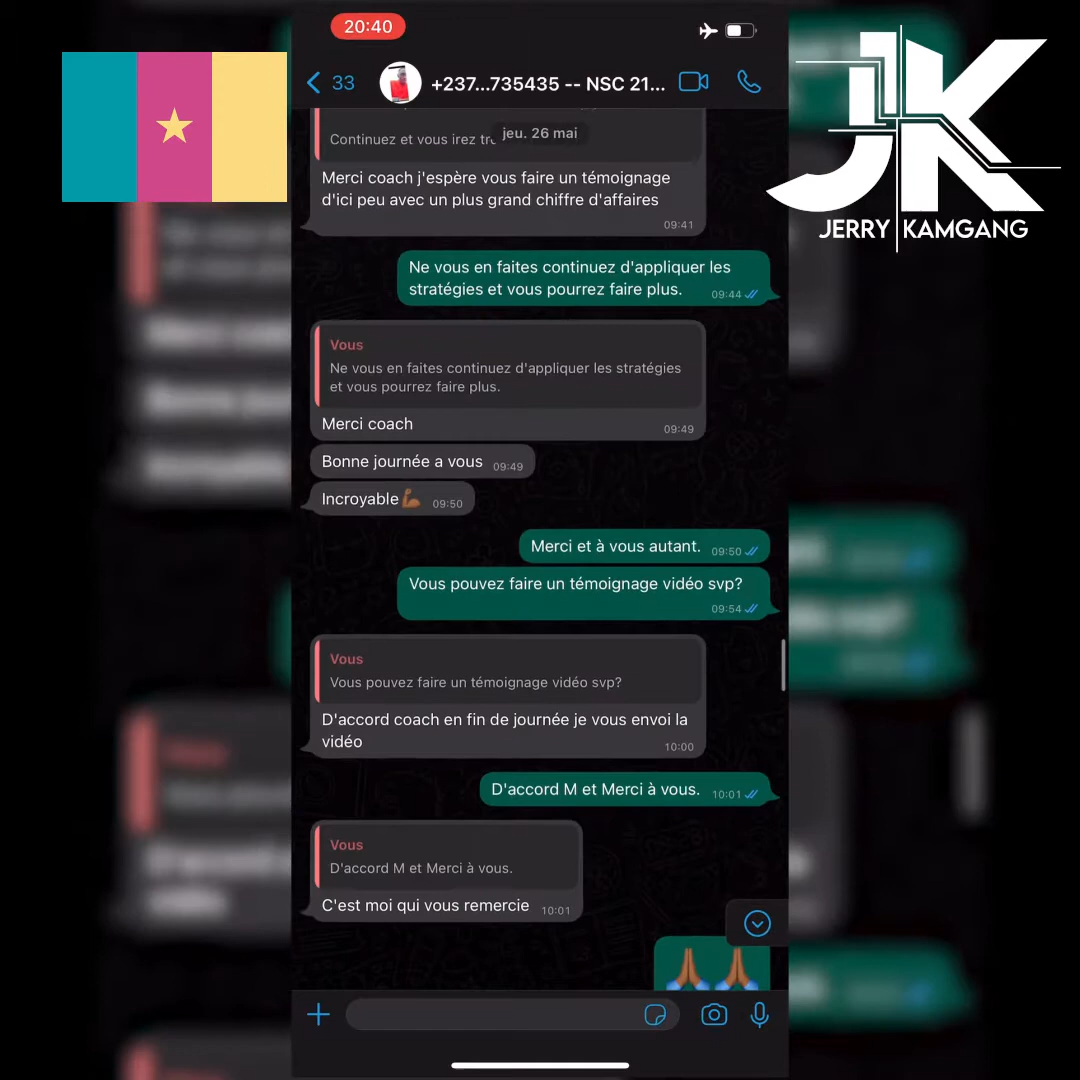 20:40
33
+237...735435 -- NSC 21...
JK
JERRY KAMGANG
jeu. 26 mai
Continuez et vous irez
Merci coach j'espère vous faire un témoignage
d'ici peu avec un plus grand chiffre d'affaires
09:41
Ne vous en faites continuez d'appliquer les
stratégies et vous pourrez faire plus.
09:44
Vous
Ne vous en faites continuez d'appliquer les stratégies
et vous pourrez faire plus.
Merci coach
09:49
Bonne journée a vous 09:49
Incroyable💪🏾 09:50
Merci et à vous autant. 09:50
Vous pouvez faire un témoignage vidéo svp?
09:54
Vous
Vous pouvez faire un témoignage vidéo svp?
D'accord coach en fin de journée je vous envoi la
vidéo
10:00
D'accord M et Merci à vous. 10:01
Vous
D'accord M et Merci à vous.
C'est moi qui vous remercie 10:01